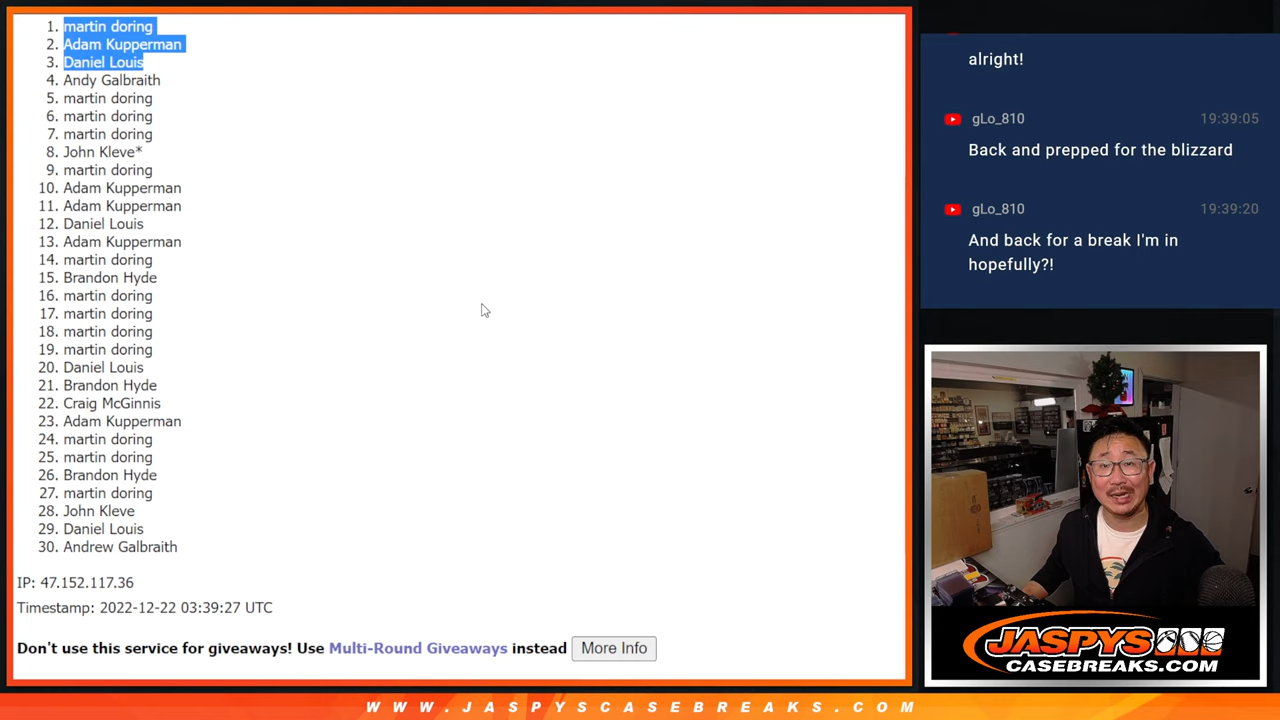 1. martin doring
2. Adam Kupperman
3. Daniel Louis
4. Andy Galbraith
5. martin doring
6. martin doring
7. martin doring
8. John Kleve*
9. martin doring
10. Adam Kupperman
11. Adam Kupperman
12. Daniel Louis
13. Adam Kupperman
14. martin doring
15. Brandon Hyde
16. martin doring
17. martin doring
18. martin doring
19. martin doring
20. Daniel Louis
21. Brandon Hyde
22. Craig McGinnis
23. Adam Kupperman
24. martin doring
25. martin doring
26. Brandon Hyde
27. martin doring
28. John Kleve
29. Daniel Louis
30. Andrew Galbraith
IP: 47.152.117.36
Timestamp: 2022-12-22 03:39:27 UTC
Don't use this service for giveaways! Use Multi-Round Giveaways instead More Info
alright!
gLo_810 19:39:05
Back and prepped for the blizzard
gLo_810 19:39:20
And back for a break I'm in
hopefully?!
JASPYS
CASEBREAKS.COM
WWW.JASPYSCASEBREAKS.COM